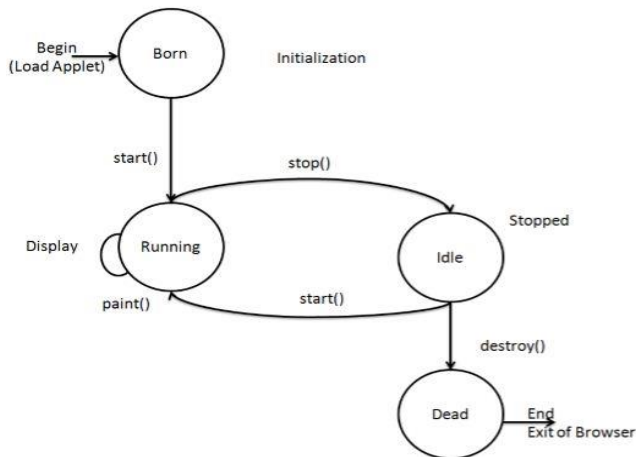 Begin
(Load Applet)
Born
Initialization
start()
stop()
Stopped
Display
Running
Idle
paint()
start()
destroy()
Dead
End
Exit of Browser